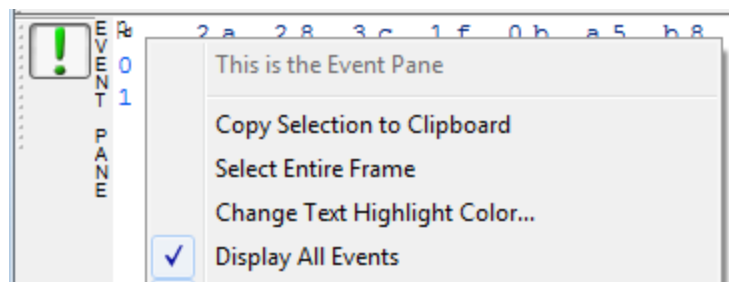 EVENT PANE
2a 28 3c 1f 0b a5 b8
0
1
This is the Event Pane
Copy Selection to Clipboard
Select Entire Frame
Change Text Highlight Color...
Display All Events